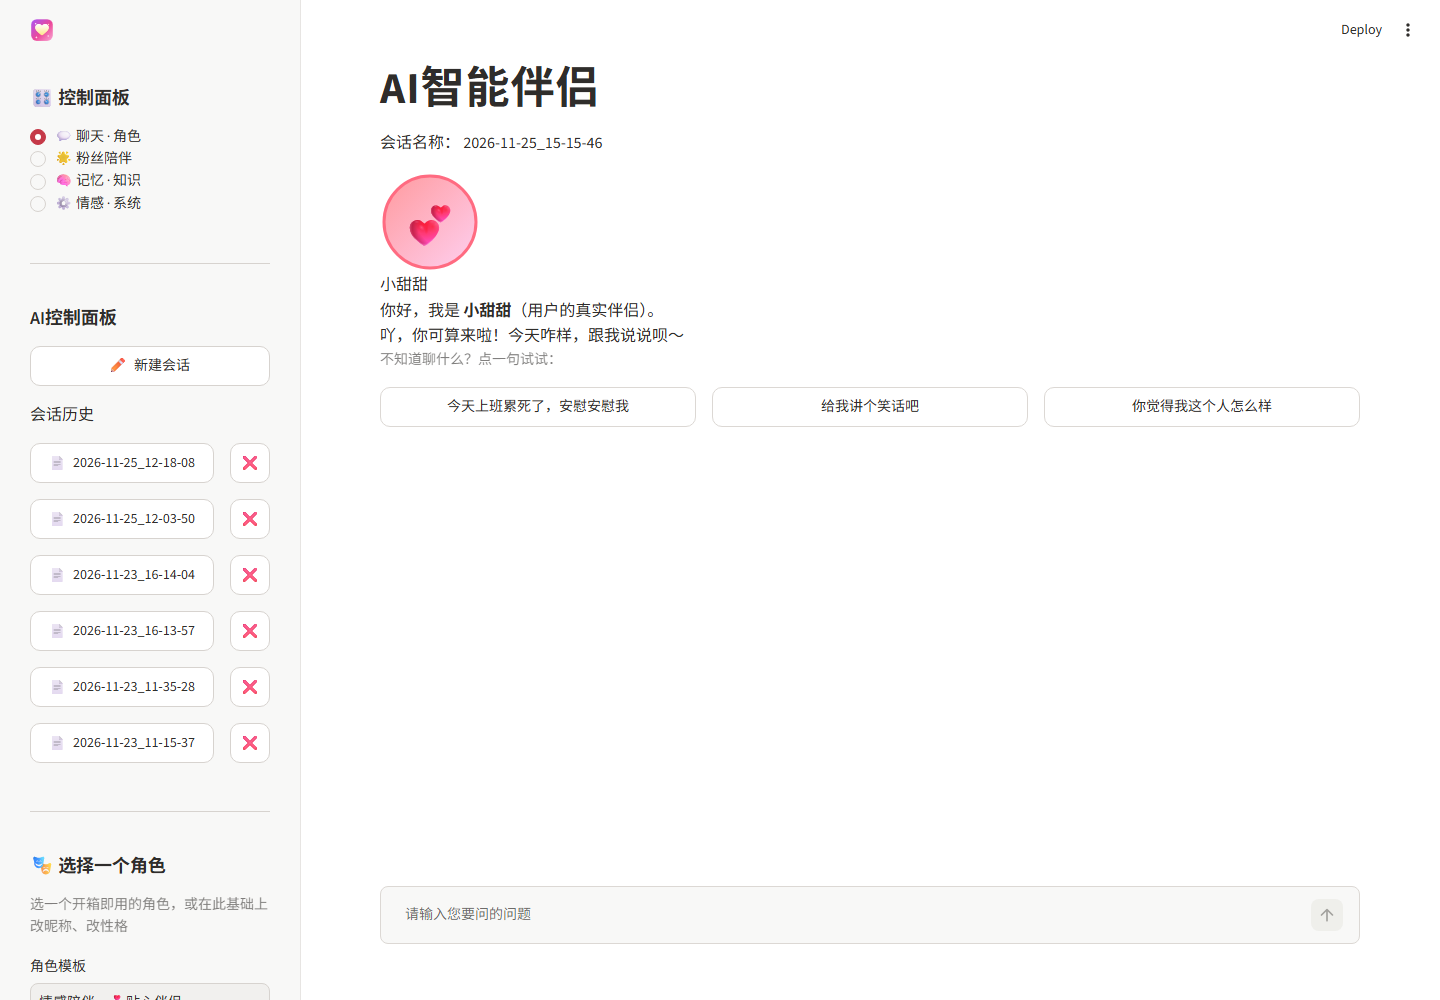 控制面板
聊天 · 角色
粉丝陪伴
记忆 · 知识
情感 · 系统
AI控制面板
新建会话
会话历史
2026-11-25_12-18-08
2026-11-25_12-03-50
2026-11-23_16-14-04
2026-11-23_16-13-57
2026-11-23_11-35-28
2026-11-23_11-15-37
选择一个角色
选一个开箱即用的角色，或在此基础上
改昵称、改性格
角色模板
情感陪伴 贴心伴侣
Deploy
AI智能伴侣
会话名称： 2026-11-25_15-15-46
小甜甜
你好，我是 小甜甜（用户的真实伴侣）。
吖，你可算来啦！今天咋样，跟我说说呗～
不知道聊什么？点一句试试：
今天上班累死了，安慰安慰我
给我讲个笑话吧
你觉得我这个人怎么样
请输入您要问的问题